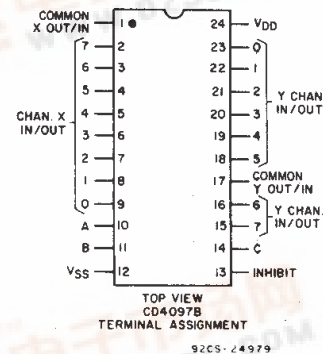 COMMON
X OUT/IN 1 24 VDD
7 2 23 0
6 3 22 1
5 4 21 2 Y CHAN
IN/OUT
4 5 20 3
CHAN. X
IN/OUT
3 6 19 4
2 7 18 5
1 8 17 COMMON
Y OUT/IN
0 9 16 6 Y CHAN.
IN/OUT
A 10 15 7
B 11 14 C
VSS 12 13 INHIBIT
TOP VIEW
CD4097B
TERMINAL ASSIGNMENT
92CS-24979